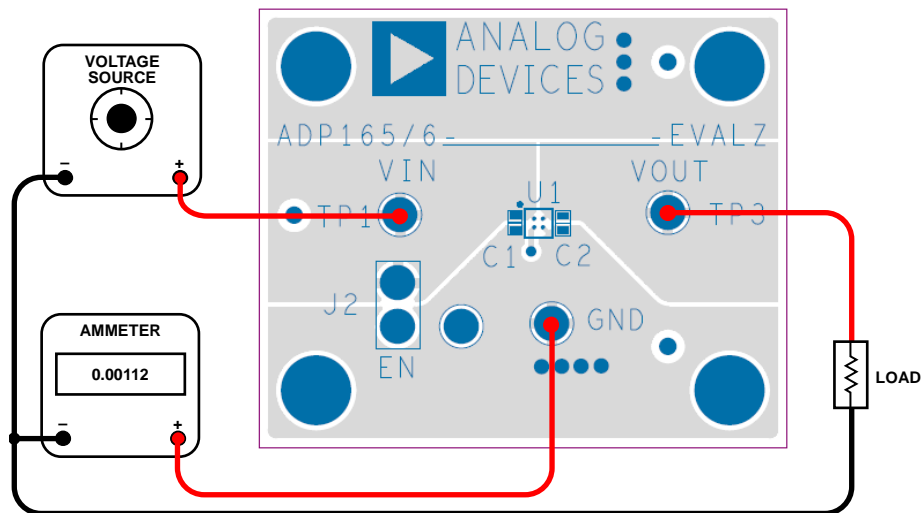 VOLTAGE
SOURCE
–
+
ANALOG
DEVICES
ADP165/6-
-EVALZ
VIN
VOUT
U1
TP1
TP3
C1
C2
J2
GND
EN
AMMETER
0.00112
–
+
LOAD